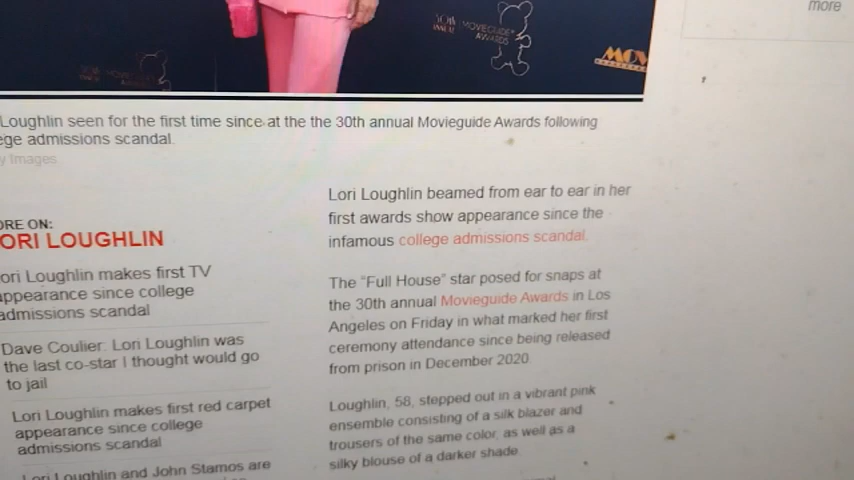 30th
ANNUAL
MOVIEGUIDE
AWARDS
MOVIEGUIDE
AWARDS
MOV
more
Loughlin seen for the first time since at the the 30th annual Movieguide Awards following
ege admissions scandal.
y Images
ORE ON:
ORI LOUGHLIN
ori Loughlin makes first TV
appearance since college
admissions scandal
Dave Coulier: Lori Loughlin was
the last co-star I thought would go
to jail
Lori Loughlin makes first red carpet
appearance since college
admissions scandal
Lori Loughlin and John Stamos are
Lori Loughlin beamed from ear to ear in her
first awards show appearance since the
infamous college admissions scandal.
The “Full House” star posed for snaps at
the 30th annual Movieguide Awards in Los
Angeles on Friday in what marked her first
ceremony attendance since being released
from prison in December 2020.
Loughlin, 58, stepped out in a vibrant pink
ensemble consisting of a silk blazer and
trousers of the same color, as well as a
silky blouse of a darker shade.